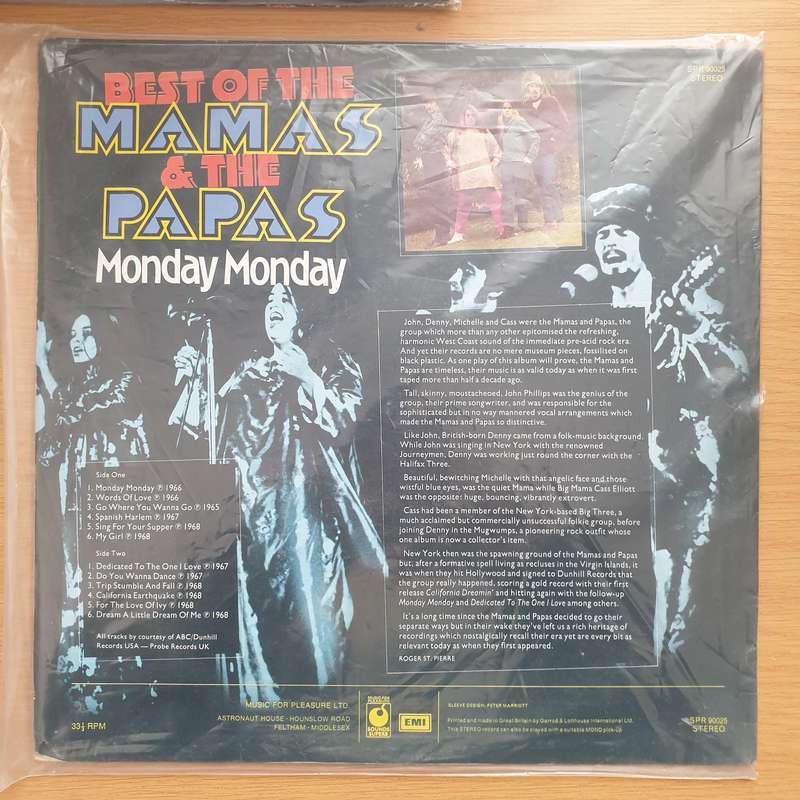 BEST OF THE
MAMAS
& THE
PAPAS
Monday Monday
SPR 90025
STEREO
John, Denny, Michelle and Cass were the Mamas and Papas, the
group which more than any other epitomised the refreshing,
harmonic West Coast sound of the immediate pre-acid rock era.
And yet their records are no mere museum pieces, fossilised on
black plastic. As one play of this album will prove, the Mamas and
Papas are timeless, their music is as valid today as when it was first
taped more than half a decade ago.
Tall, skinny, moustacheoed, John Phillips was the genius of the
group, their prime songwriter, and was responsible for the
sophisticated but in no way mannered vocal arrangements which
made the Mamas and Papas so distinctive.
Like John, British-born Denny came from a folk-music background.
While John was singing in New York with the renowned
Journeymen, Denny was working just round the corner with the
Halifax Three.
Beautiful, bewitching Michelle with that angelic face and those
wistful blue eyes, was the quiet Mama while Big Mama Cass Elliott
was the opposite: huge, bouncing, vibrantly extrovert.
Cass had been a member of the New York-based Big Three, a
much acclaimed but commercially unsuccessful folkie group, before
joining Denny in the Mugwumps, a pioneering rock outfit whose
one album is now a collector's item.
New York then was the spawning ground of the Mamas and Papas
but, after a formative spell living as recluses in the Virgin Islands, it
was when they hit Hollywood and signed to Dunhill Records that
the group really happened, scoring a gold record with their first
release California Dreamin' and hitting again with the follow-up
Monday Monday and Dedicated To The One I Love among others.
It's a long time since the Mamas and Papas decided to go their
separate ways but in their wake they've left us a rich heritage of
recordings which nostalgically recall their era yet are every bit as
relevant today as when they first appeared.
ROGER ST. PIERRE
Side One
1. Monday Monday ℗ 1966
2. Words Of Love ℗ 1966
3. Go Where You Wanna Go ℗ 1965
4. Spanish Harlem ℗ 1967
5. Sing For Your Supper ℗ 1968
6. My Girl ℗ 1968
Side Two
1. Dedicated To The One I Love ℗ 1967
2. Do You Wanna Dance ℗ 1967
3. Trip Stumble And Fall ℗ 1968
4. California Earthquake ℗ 1968
5. For The Love Of Ivy ℗ 1968
6. Dream A Little Dream Of Me ℗ 1968
All tracks by courtesy of ABC/Dunhill
Records USA — Probe Records UK
33⅓ RPM
MUSIC FOR PLEASURE LTD
ASTRONAUT HOUSE · HOUNSLOW ROAD
FELTHAM · MIDDLESEX
MUSIC FOR
PLEASURE
SOUNDS
SUPERB
EMI
SLEEVE DESIGN: PETER MARRIOTT
Printed and made in Great Britain by Garrod & Lofthouse International Ltd.
This STEREO record can also be played with a suitable MONO pick-up
SPR 90025
STEREO